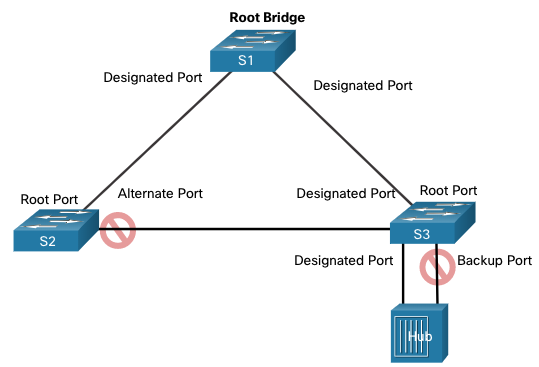 Root Bridge
S1
Designated Port
Designated Port
Alternate Port
Designated Port
Root Port
Root Port
S2
S3
Designated Port
Backup Port
Hub